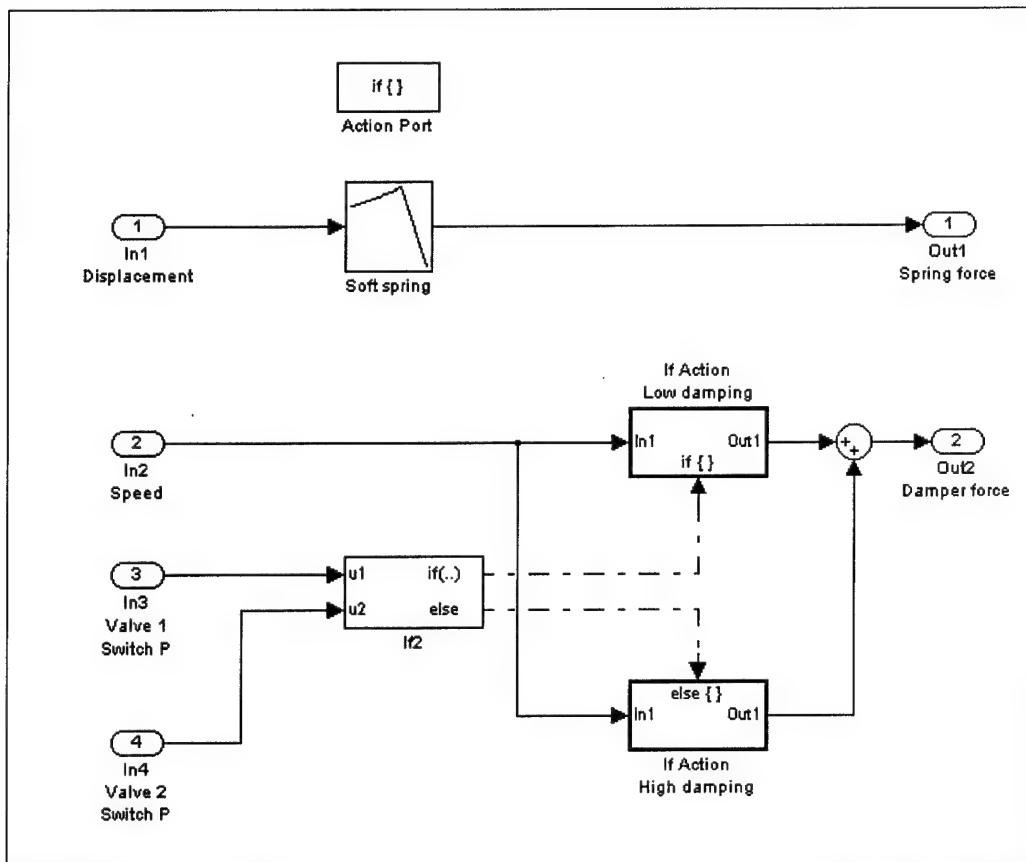 if { }
Action Port
1
In1
Displacement
Soft spring
1
Out1
Spring force
If Action
Low damping
2
In2
Speed
In1
Out1
if { }
+
+
2
Out2
Damper force
3
In3
Valve 1
Switch P
u1
if(..)
u2
else
If2
else { }
In1
Out1
If Action
High damping
4
In4
Valve 2
Switch P